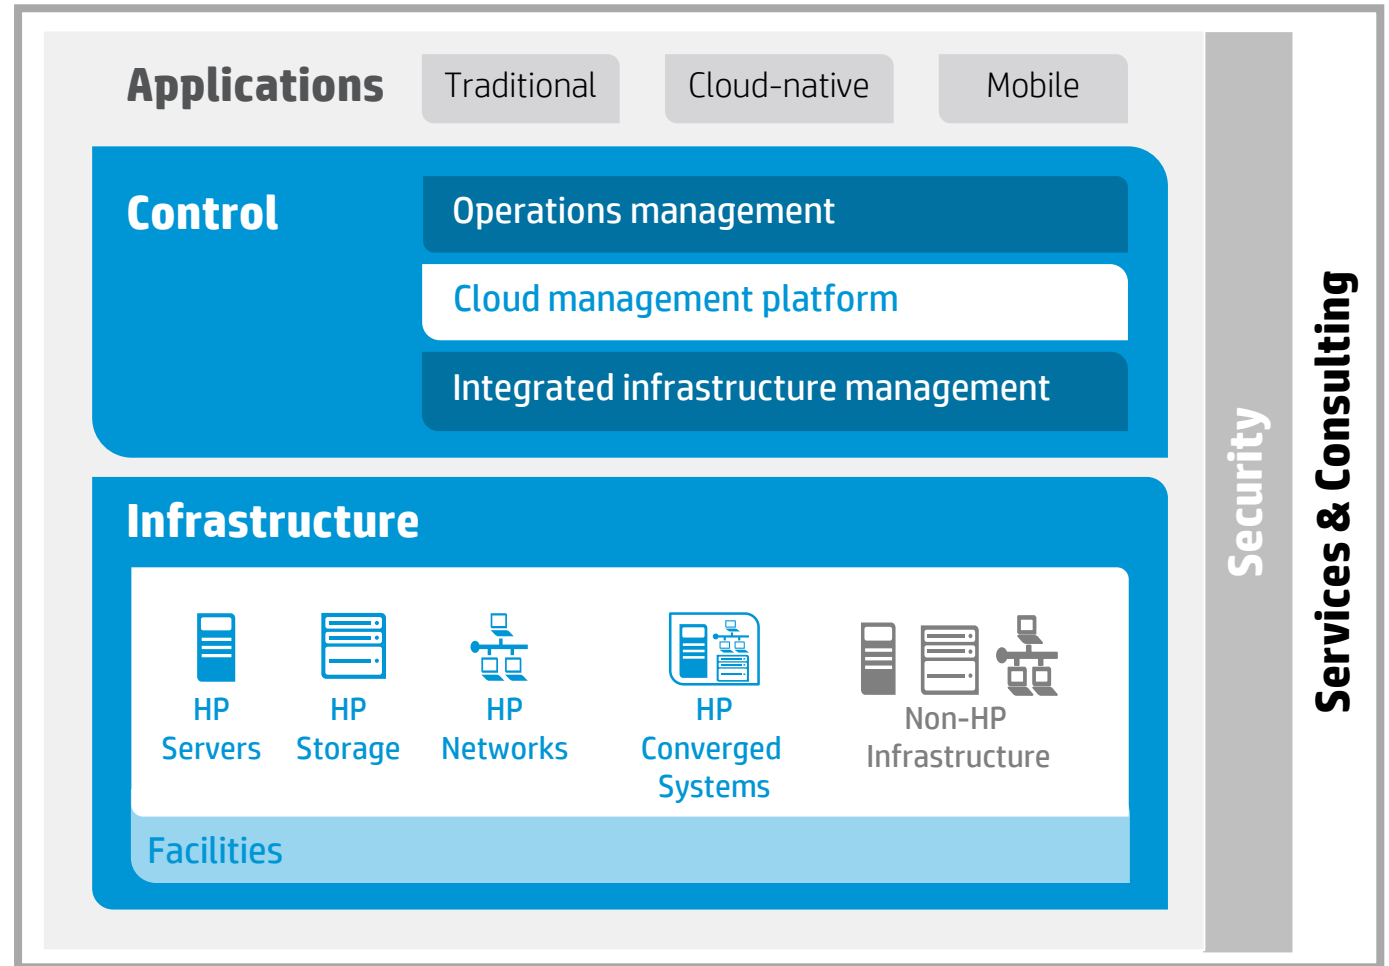 Applications
Traditional
Cloud-native
Mobile
Control
Operations management
Cloud management platform
Integrated infrastructure management
Infrastructure
HP
Servers
HP
Storage
HP
Networks
HP
Converged
Systems
Non-HP
Infrastructure
Facilities
Security
Services & Consulting